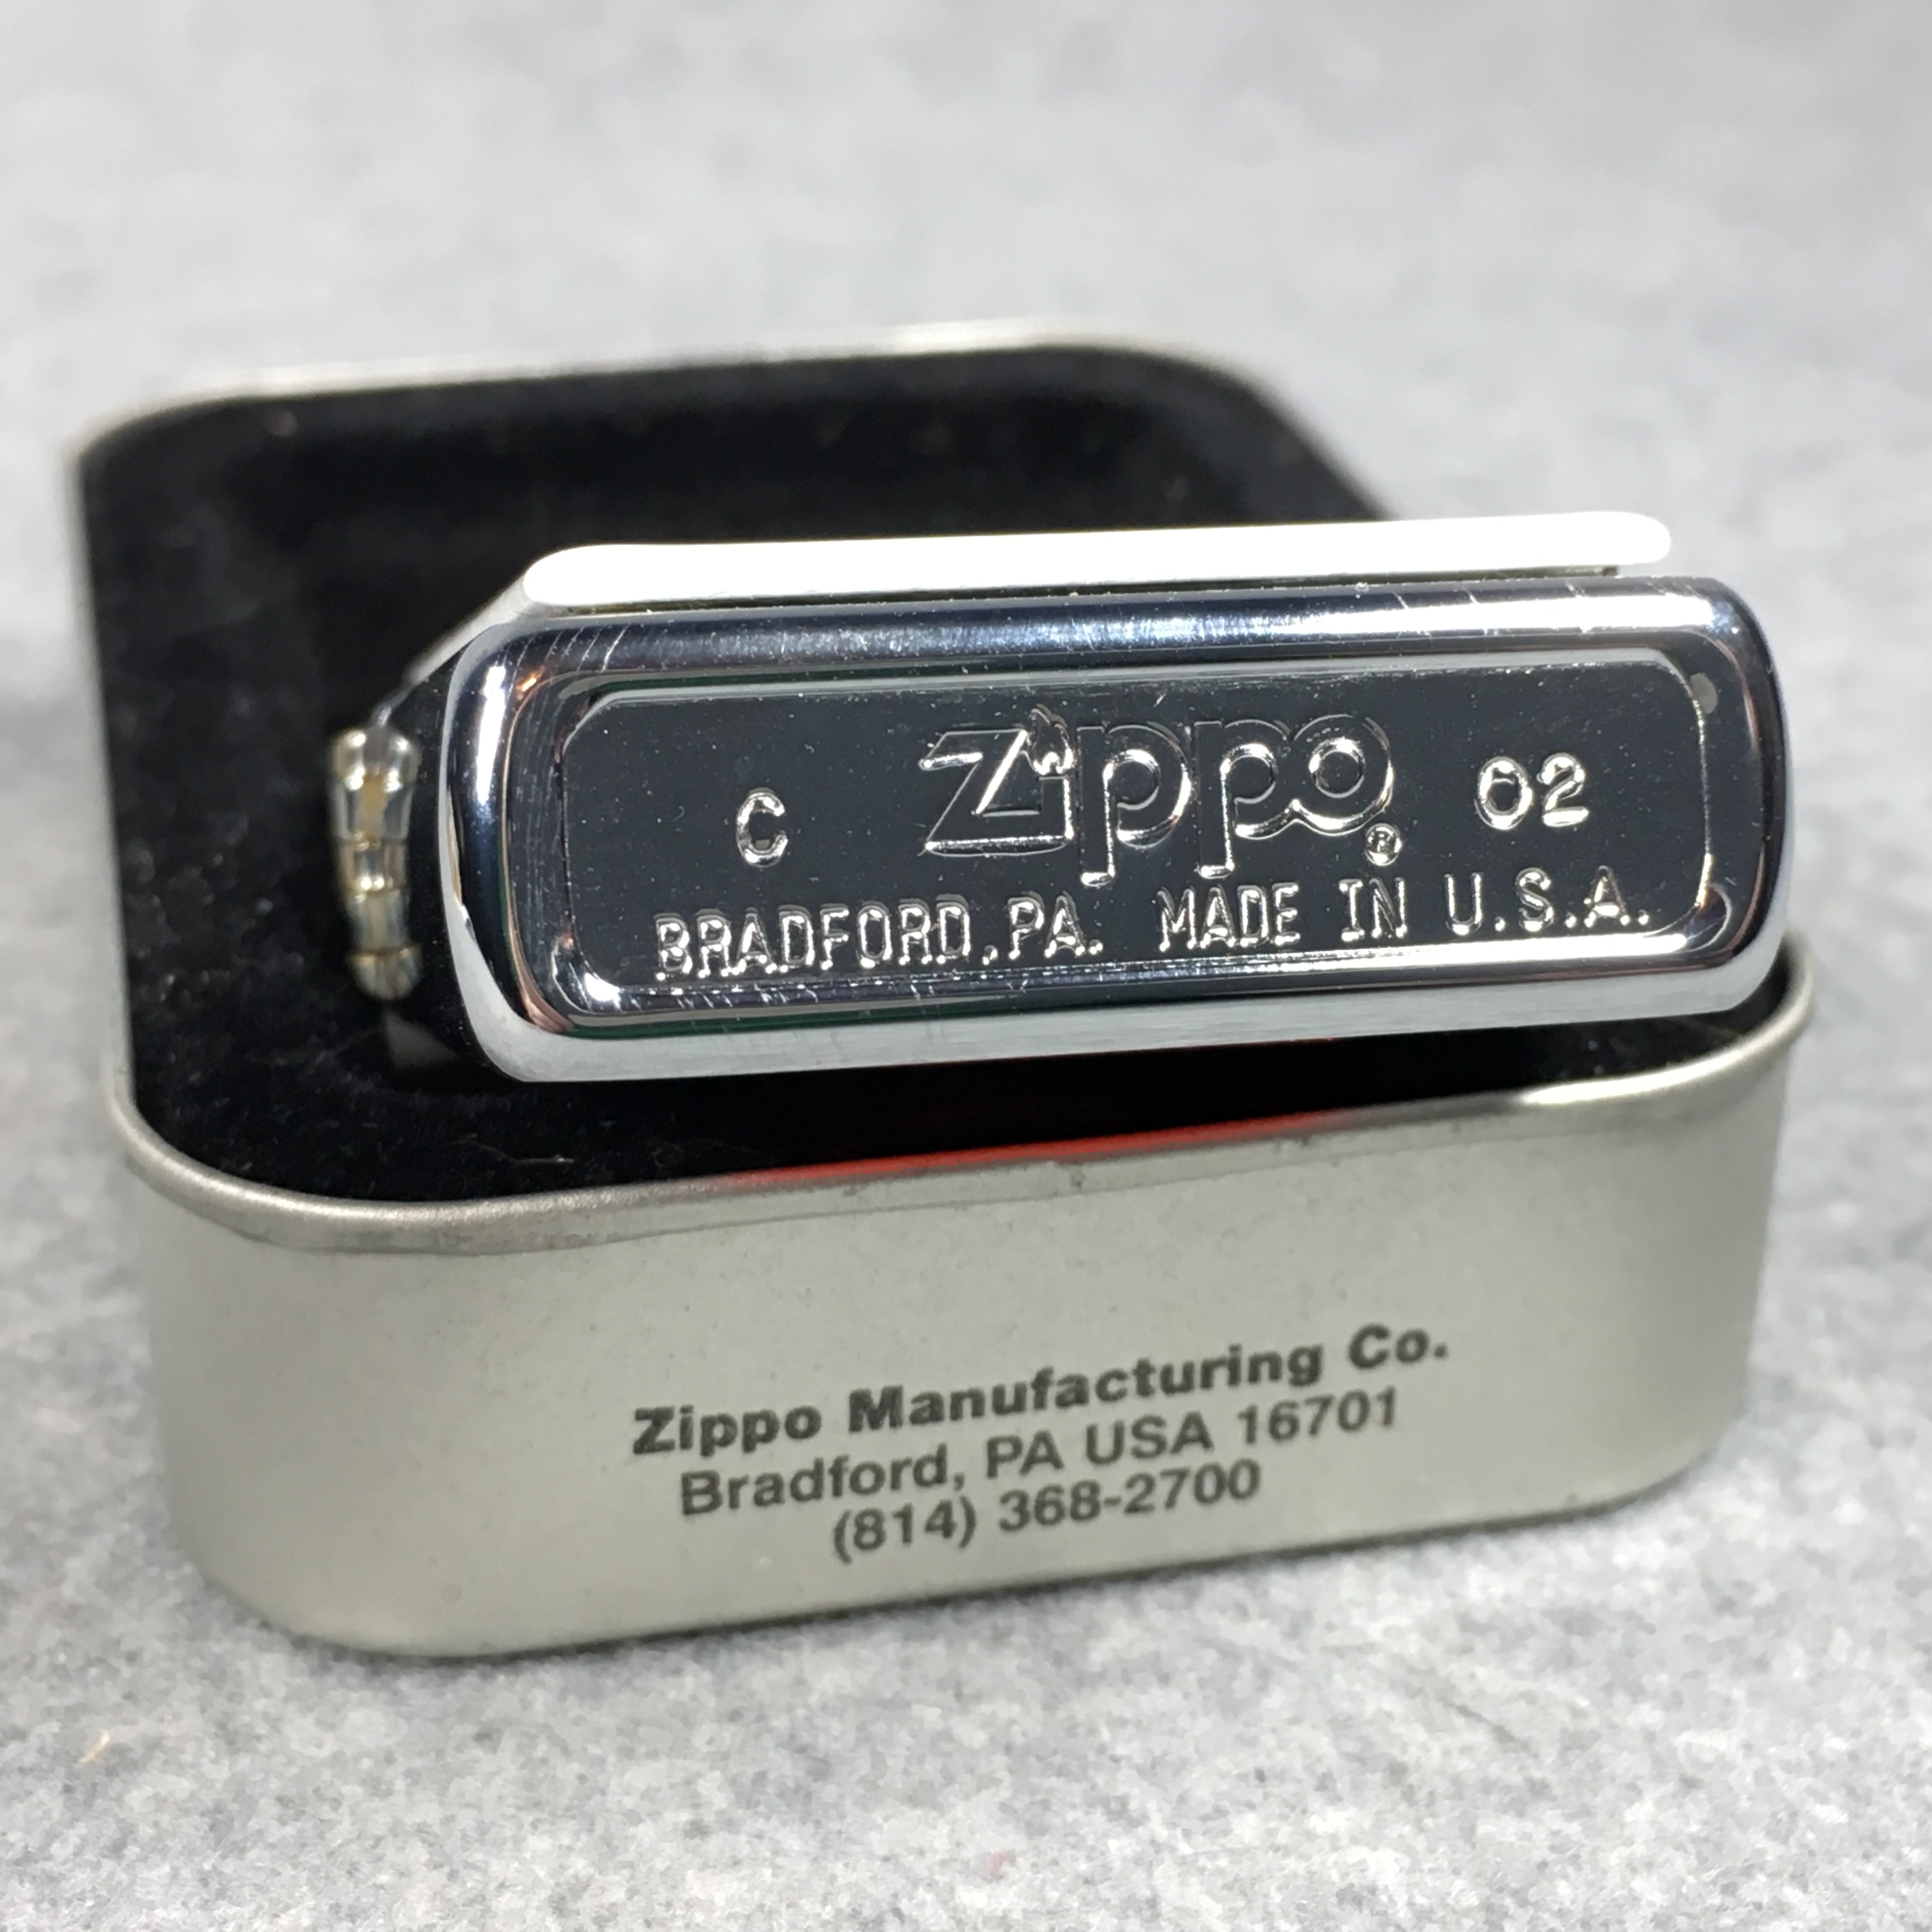 C Zippo® 02
BRADFORD,PA. MADE IN U.S.A.
Zippo Manufacturing Co.
Bradford, PA USA 16701
(814) 368-2700